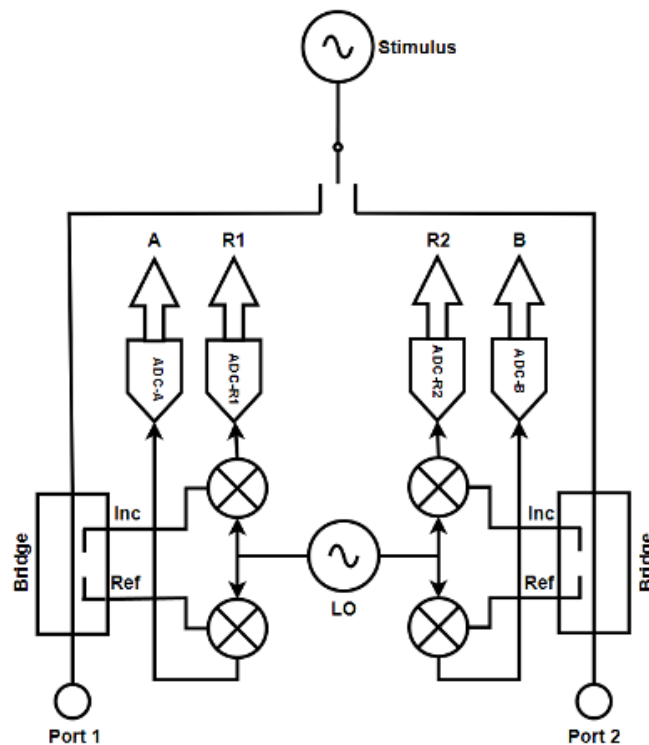 Stimulus
A R1 R2 B
ADC-A
ADC-R1
ADC-R2
ADC-B
Inc
Inc
Bridge
Bridge
Ref
Ref
LO
Port 1
Port 2